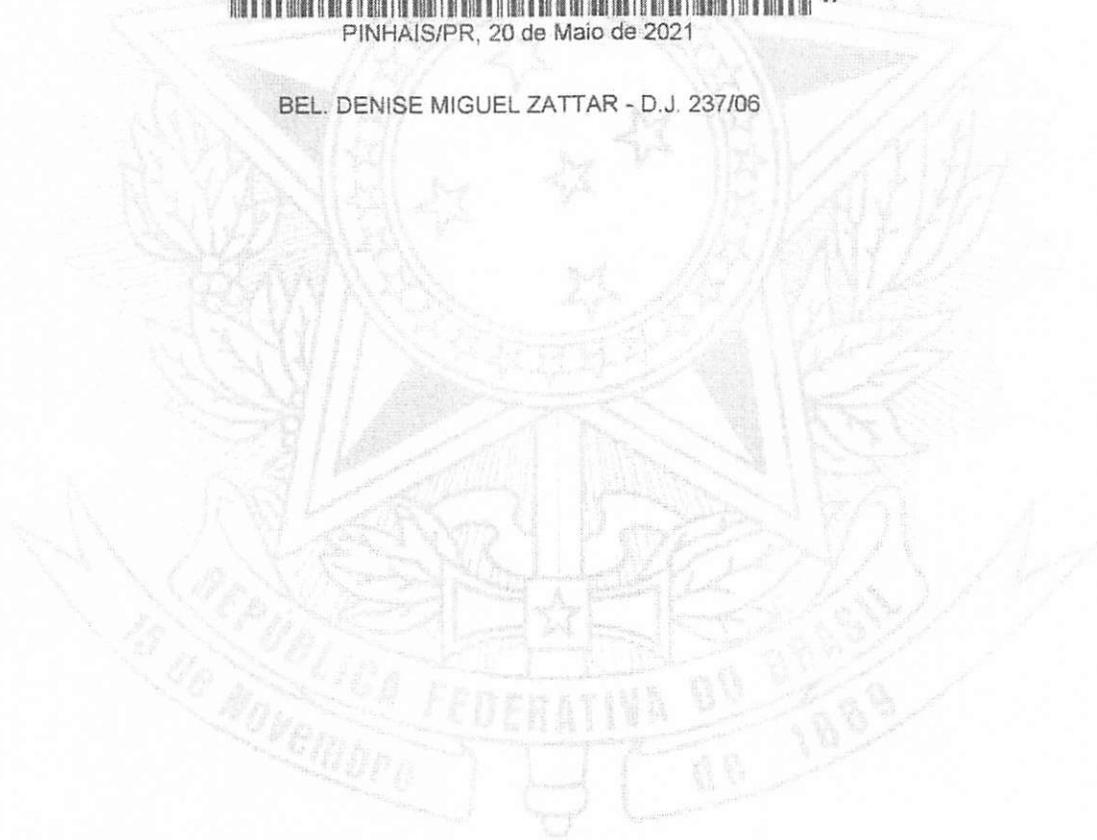 PINHAIS/PR, 20 de Maio de 2021
BEL. DENISE MIGUEL ZATTAR - D.J. 237/06
REPÚBLICA FEDERATIVA DO BRASIL
15 de Novembro
de 1889